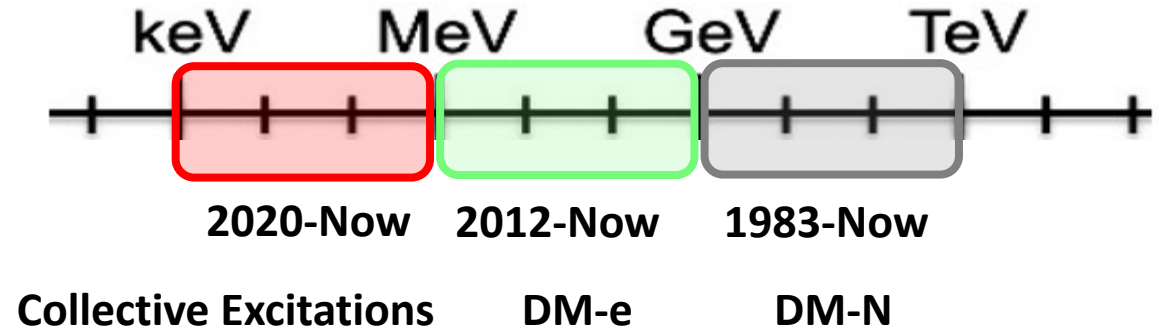 keV MeV GeV TeV
2020-Now 2012-Now 1983-Now
Collective Excitations DM-e DM-N